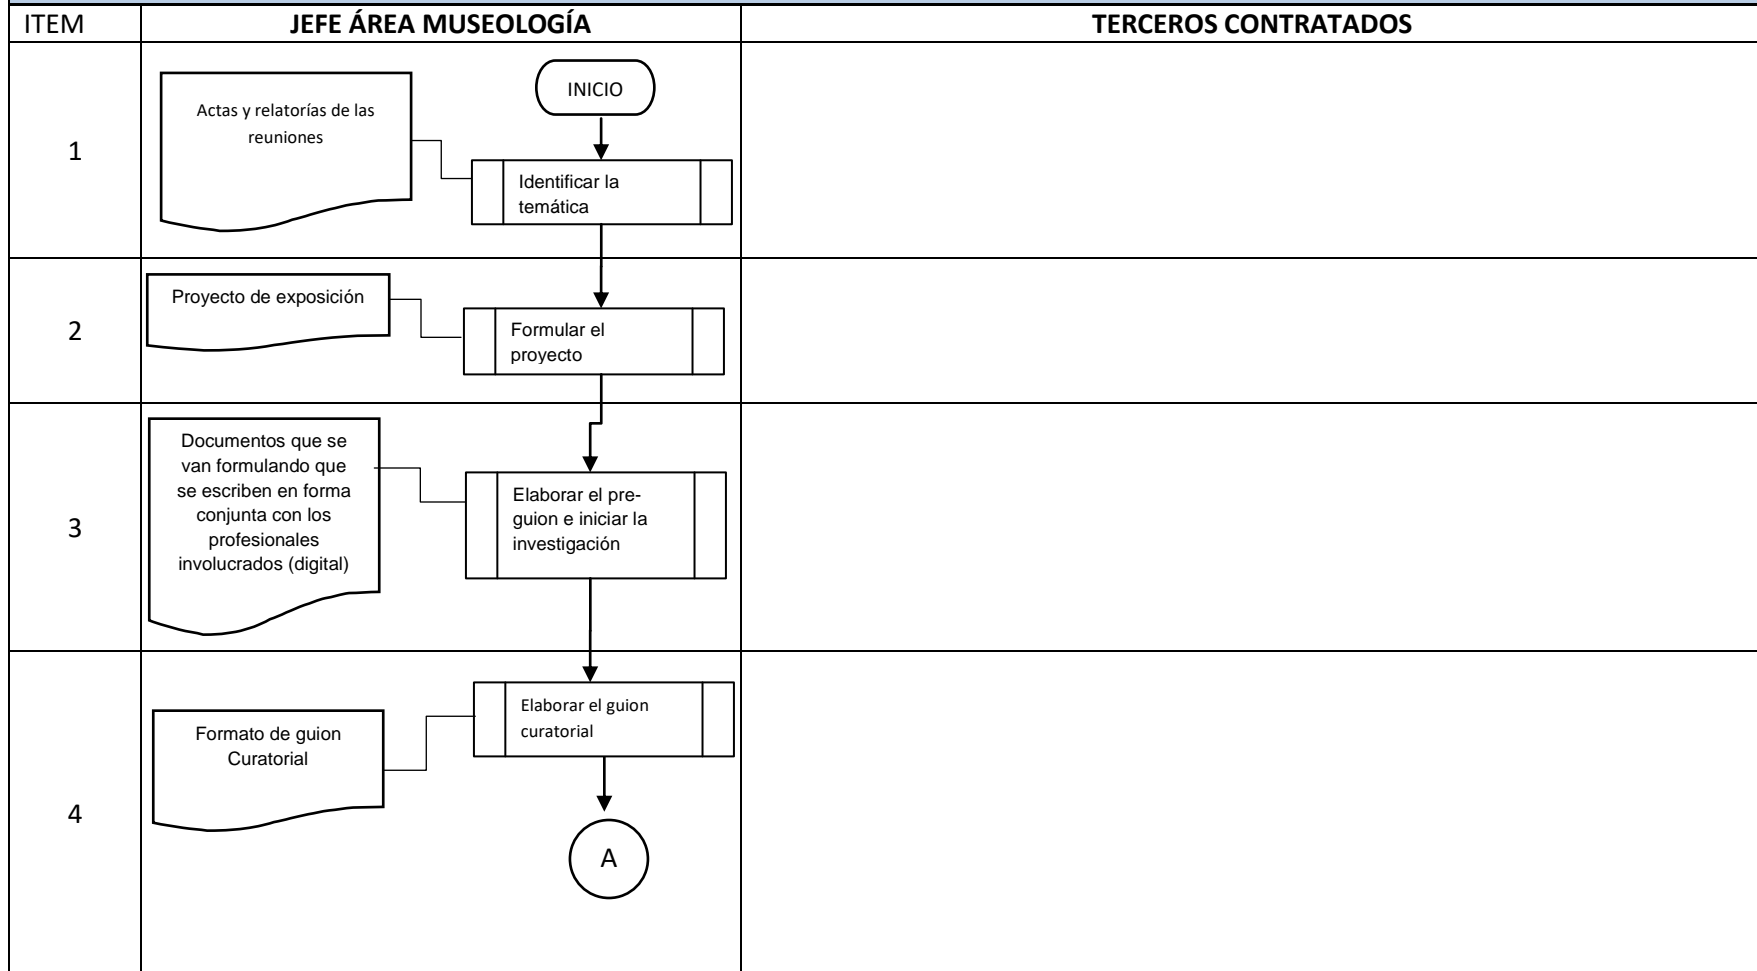 ITEM
JEFE ÁREA MUSEOLOGÍA
TERCEROS CONTRATADOS
1
Actas y relatorías de las
reuniones
INICIO
Identificar la
temática
2
Proyecto de exposición
Formular el
proyecto
3
Documentos que se
van formulando que
se escriben en forma
conjunta con los
profesionales
involucrados (digital)
Elaborar el pre-
guion e iniciar la
investigación
4
Formato de guion
Curatorial
Elaborar el guion
curatorial
A